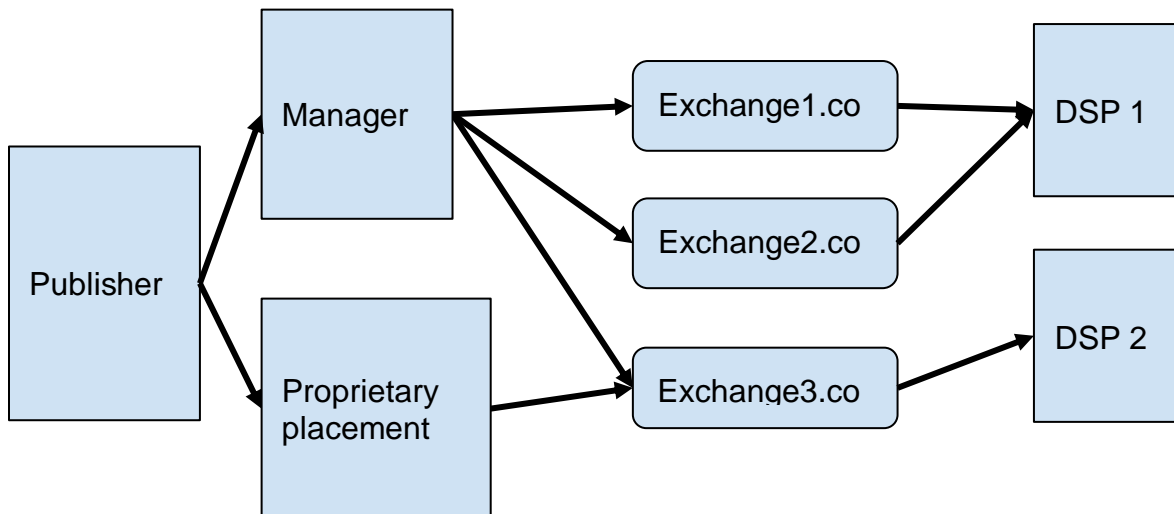 Publisher
Manager
Proprietary
placement
Exchange1.co
Exchange2.co
Exchange3.co
DSP 1
DSP 2